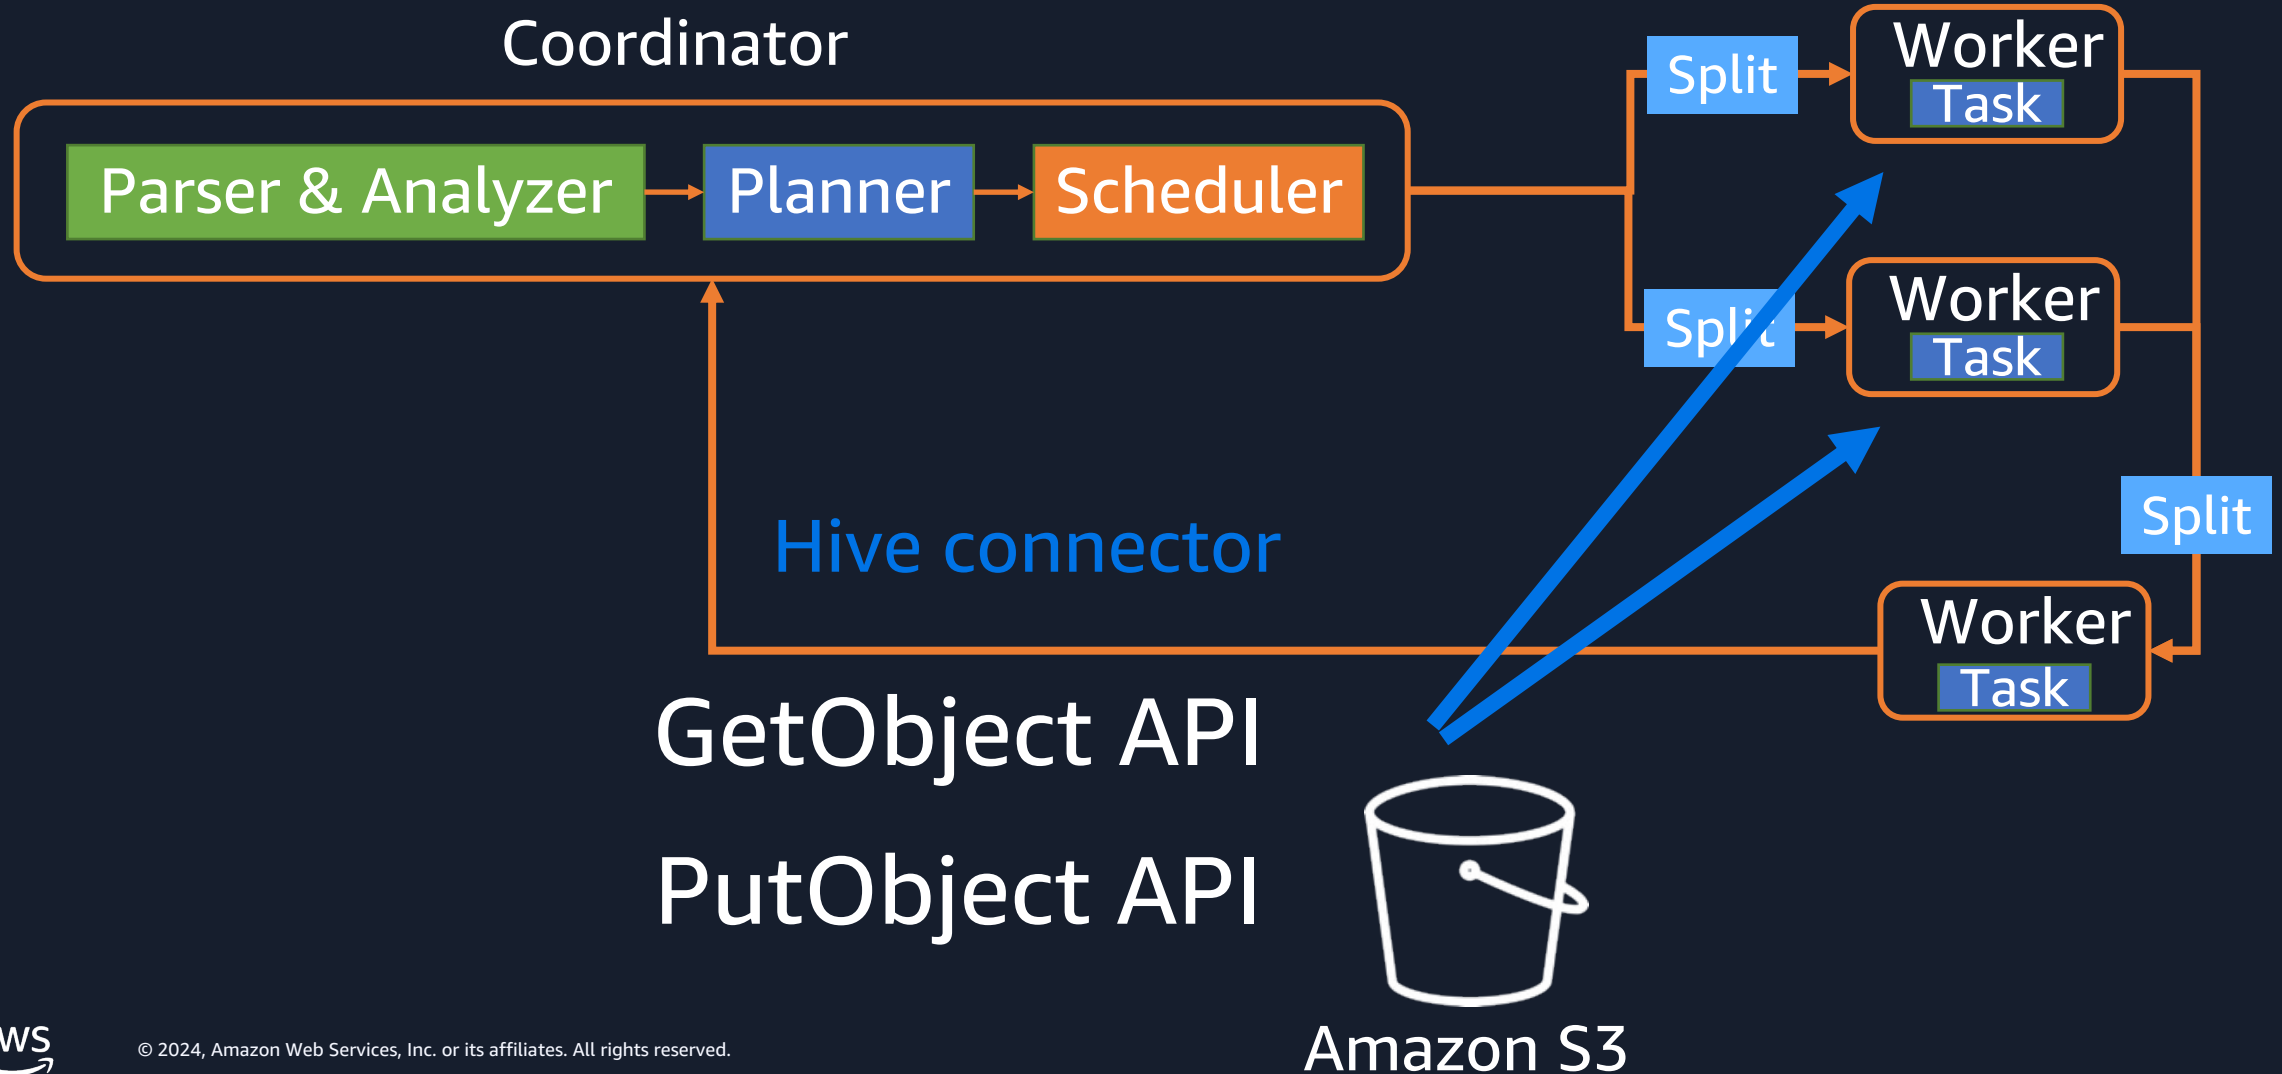 Coordinator
Parser & Analyzer
Planner
Scheduler
Split
Worker
Task
Split
Worker
Task
Split
Hive connector
Worker
Task
GetObject API
PutObject API
Amazon S3
ws
© 2024, Amazon Web Services, Inc. or its affiliates. All rights reserved.